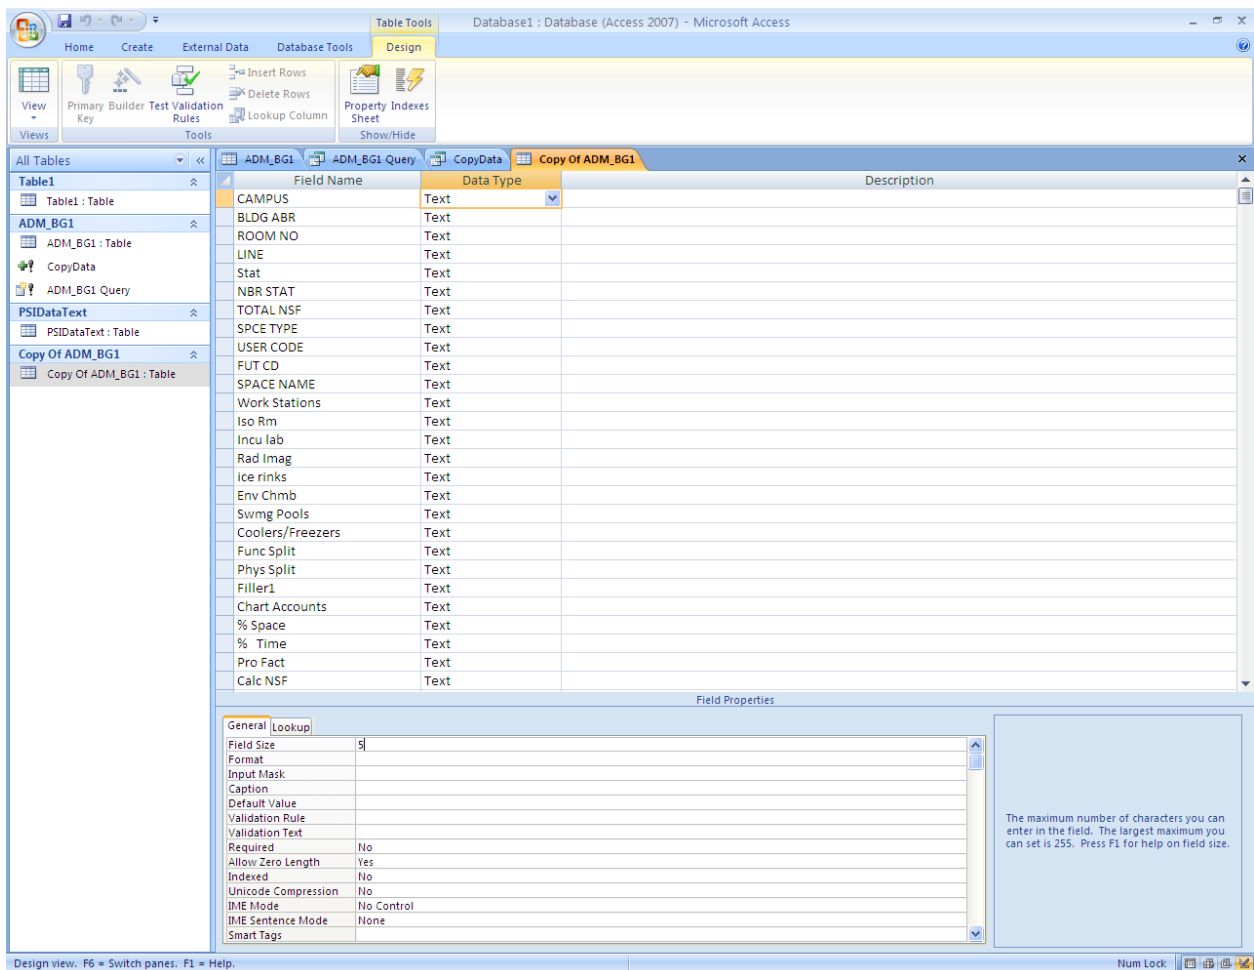 Table Tools
Database1 : Database (Access 2007) - Microsoft Access
Home Create External Data Database Tools Design
View
Primary Key
Builder
Test Validation Rules
Insert Rows
Delete Rows
Lookup Column
Property Sheet
Indexes
Views Tools Show/Hide
All Tables
ADM_BG1 ADM_BG1 Query CopyData Copy Of ADM_BG1
Table1
Table1 : Table
ADM_BG1
ADM_BG1 : Table
CopyData
ADM_BG1 Query
PSIDataText
PSIDataText : Table
Copy Of ADM_BG1
Copy Of ADM_BG1 : Table
Field Name Data Type Description
CAMPUS Text
BLDG ABR Text
ROOM NO Text
LINE Text
Stat Text
NBR STAT Text
TOTAL NSF Text
SPCE TYPE Text
USER CODE Text
FUT CD Text
SPACE NAME Text
Work Stations Text
Iso Rm Text
Incu lab Text
Rad Imag Text
ice rinks Text
Env Chmb Text
Swmg Pools Text
Coolers/Freezers Text
Func Split Text
Phys Split Text
Filler1 Text
Chart Accounts Text
% Space Text
% Time Text
Pro Fact Text
Calc NSF Text
Field Properties
General Lookup
Field Size 5
Format
Input Mask
Caption
Default Value
Validation Rule
Validation Text
Required No
Allow Zero Length Yes
Indexed No
Unicode Compression No
IME Mode No Control
IME Sentence Mode None
Smart Tags
The maximum number of characters you can
enter in the field. The largest maximum you
can set is 255. Press F1 for help on field size.
Design view. F6 = Switch panes. F1 = Help.
Num Lock